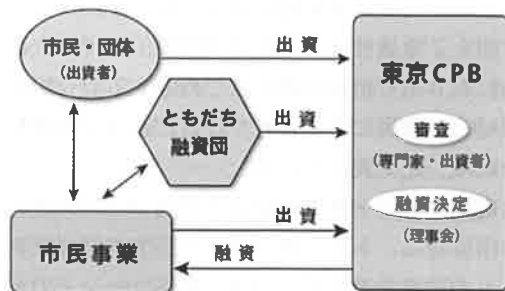 市民・団体
(出資者)
出資
東京CPB
ともだち
融資団
出資
審査
(専門家・出資者)
融資決定
(理事会)
市民事業
出資
融資